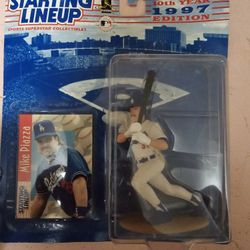 STARTING
LINEUP
SPORTS SUPERSTAR COLLECTIBLES
10th YEAR
1997
EDITION
Mike Piazza